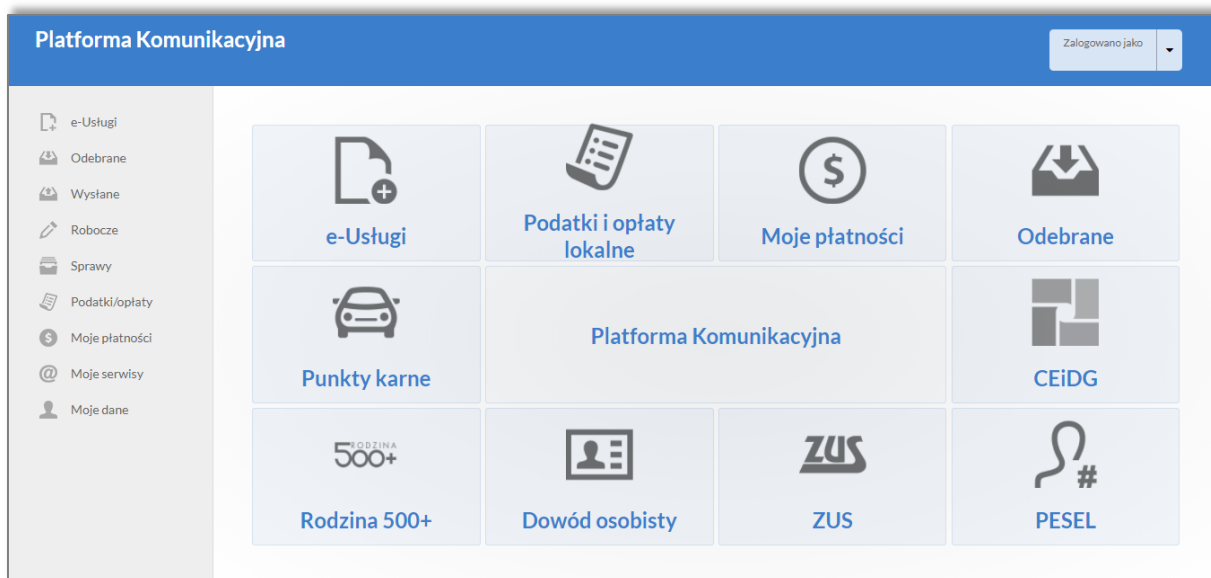 Platforma Komunikacyjna
Zalogowano jako
e-Usługi
Odebrane
Wysłane
Robocze
Sprawy
Podatki/opłaty
Moje płatności
Moje serwisy
Moje dane
e-Usługi
Podatki i opłaty
lokalne
Moje płatności
Odebrane
Punkty karne
Platforma Komunikacyjna
CEiDG
RODZINA
500+
Rodzina 500+
Dowód osobisty
ZUS
ZUS
#
PESEL